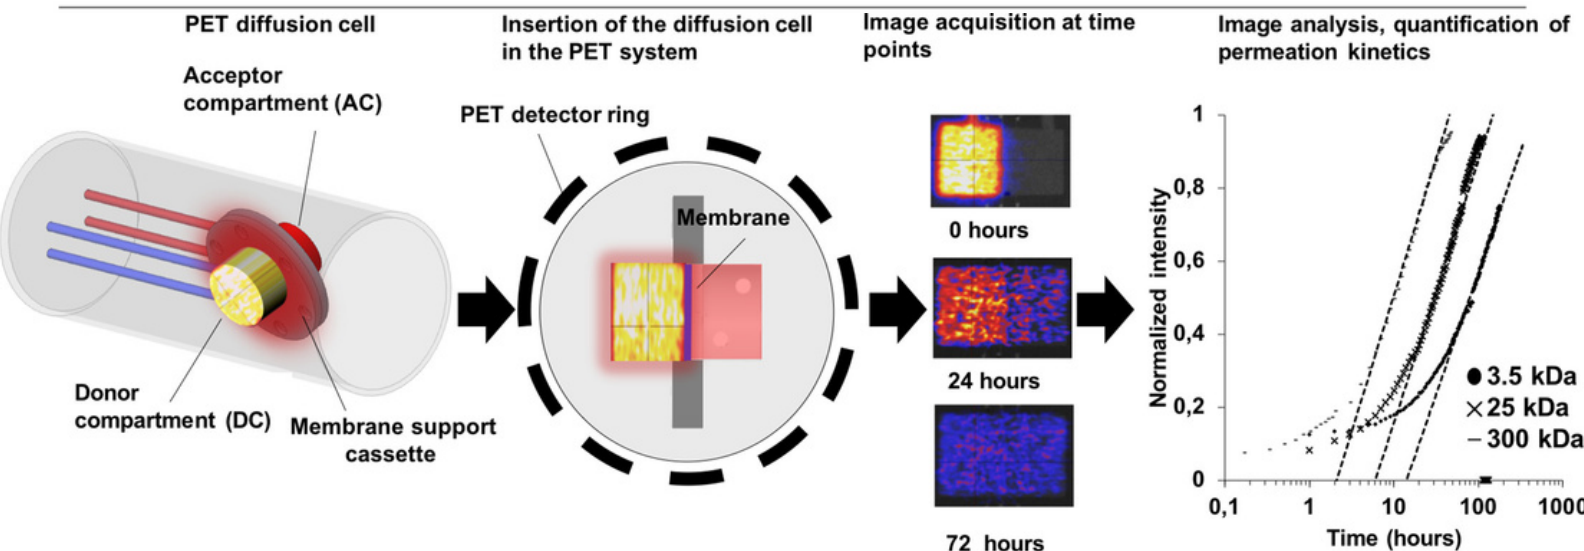 PET diffusion cell
Acceptor
compartment (AC)
Donor
compartment (DC)
Membrane support
cassette
Insertion of the diffusion cell
in the PET system
PET detector ring
Membrane
Image acquisition at time
points
0 hours
24 hours
72 hours
Image analysis, quantification of
permeation kinetics
Normalized intensity
1
0,8
0,6
0,4
0,2
0
0,1
1
10
100
1000
Time (hours)
3.5 kDa
25 kDa
300 kDa